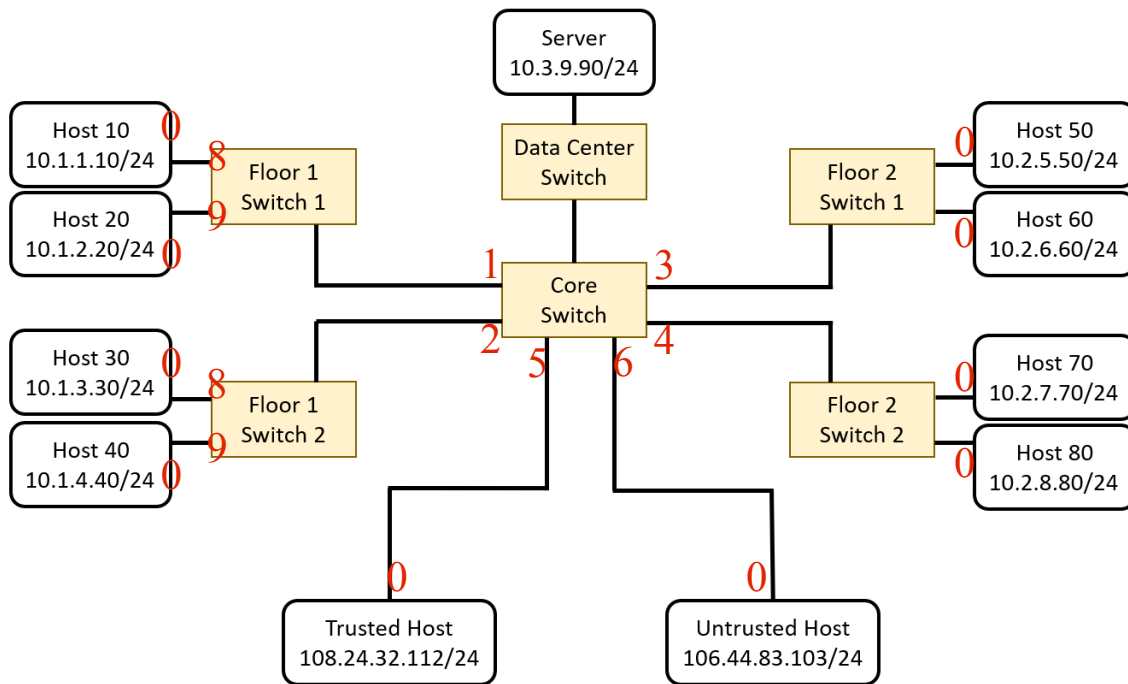 Server
10.3.9.90/24
Host 10
10.1.1.10/24
0
8
Floor 1
Switch 1
Data Center
Switch
Floor 2
Switch 1
0
Host 50
10.2.5.50/24
Host 20
10.1.2.20/24
0
9
0
Host 60
10.2.6.60/24
1
Core
Switch
3
2
5
6
4
Host 30
10.1.3.30/24
0
8
Floor 1
Switch 2
Floor 2
Switch 2
0
Host 70
10.2.7.70/24
Host 40
10.1.4.40/24
0
9
0
Host 80
10.2.8.80/24
0
Trusted Host
108.24.32.112/24
0
Untrusted Host
106.44.83.103/24